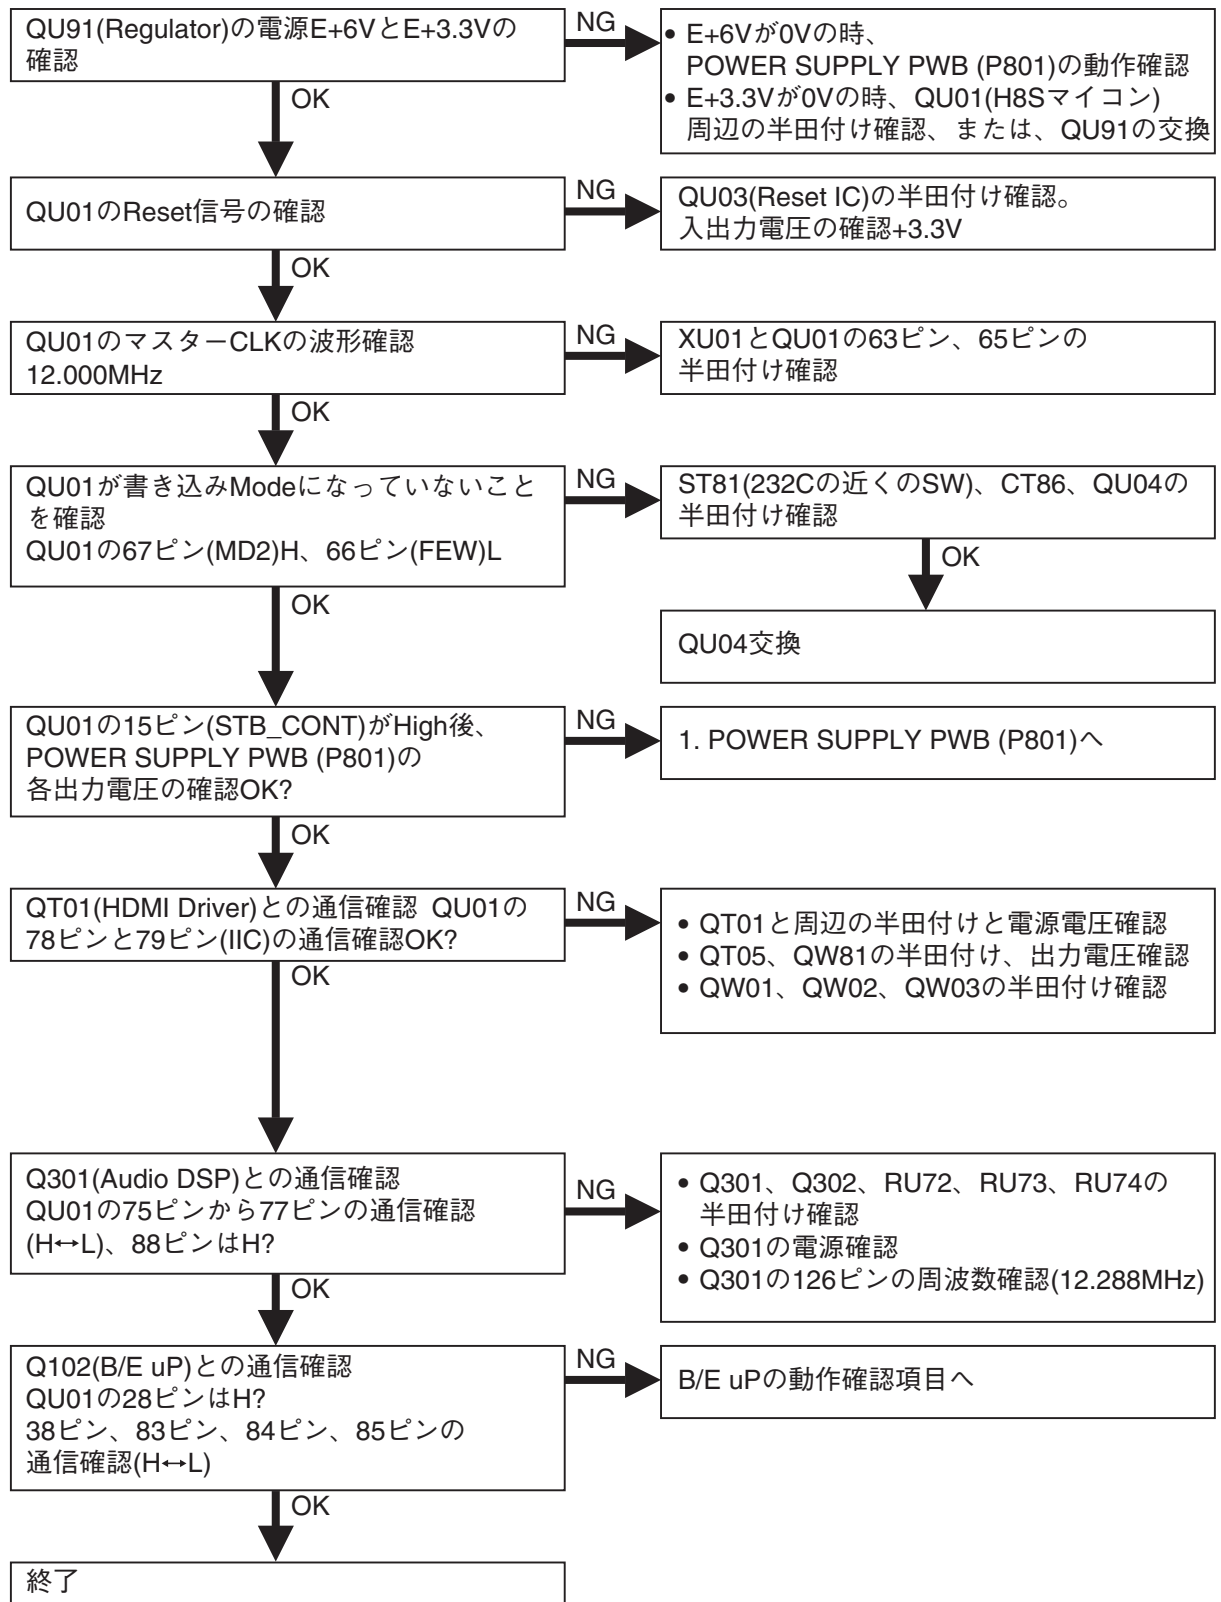 QU91(Regulator)の電源E+6VとE+3.3Vの
確認
NG
• E+6Vが0Vの時、
POWER SUPPLY PWB (P801)の動作確認
• E+3.3Vが0Vの時、QU01(H8Sマイコン)
周辺の半田付け確認、または、QU91の交換
OK
QU01のReset信号の確認
NG
QU03(Reset IC)の半田付け確認。
入出力電圧の確認+3.3V
OK
QU01のマスターCLKの波形確認
12.000MHz
NG
XU01とQU01の63ピン、65ピンの
半田付け確認
OK
QU01が書き込みModeになっていないこと
を確認
QU01の67ピン(MD2)H、66ピン(FEW)L
NG
ST81(232Cの近くのSW)、CT86、QU04の
半田付け確認
OK
QU04交換
OK
QU01の15ピン(STB_CONT)がHigh後、
POWER SUPPLY PWB (P801)の
各出力電圧の確認OK?
NG
1. POWER SUPPLY PWB (P801)へ
OK
QT01(HDMI Driver)との通信確認 QU01の
78ピンと79ピン(IIC)の通信確認OK?
NG
• QT01と周辺の半田付けと電源電圧確認
• QT05、QW81の半田付け、出力電圧確認
• QW01、QW02、QW03の半田付け確認
OK
Q301(Audio DSP)との通信確認
QU01の75ピンから77ピンの通信確認
(H↔L)、88ピンはH?
NG
• Q301、Q302、RU72、RU73、RU74の
半田付け確認
• Q301の電源確認
• Q301の126ピンの周波数確認(12.288MHz)
OK
Q102(B/E uP)との通信確認
QU01の28ピンはH?
38ピン、83ピン、84ピン、85ピンの
通信確認(H↔L)
NG
B/E uPの動作確認項目へ
OK
終了